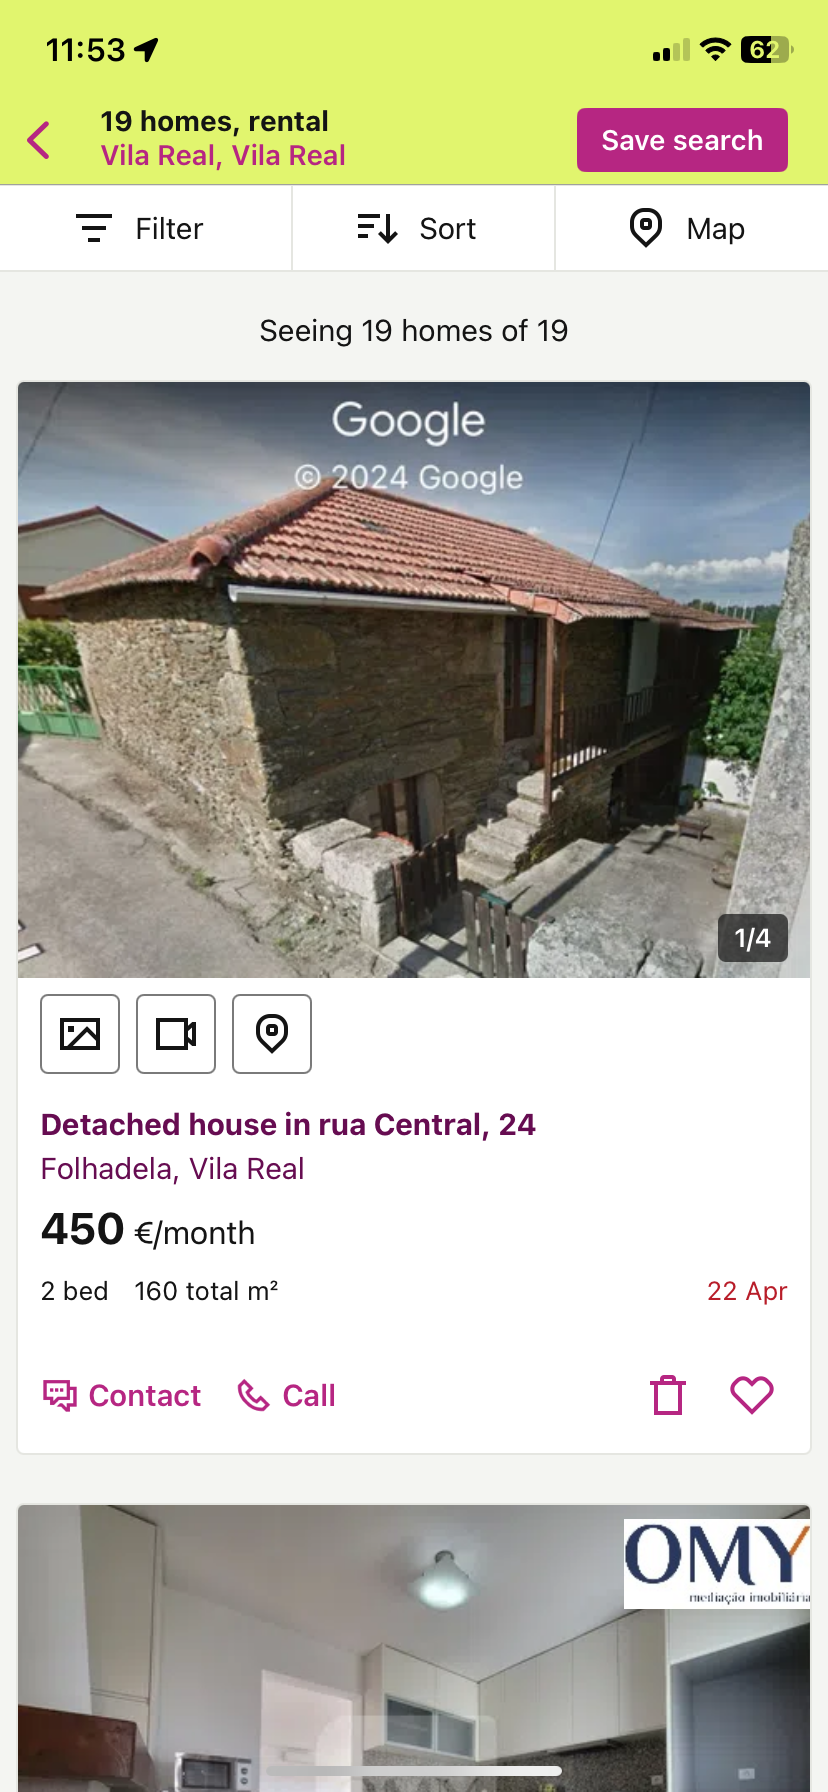 11:53
62
19 homes, rental
Vila Real, Vila Real
Save search
Filter
Sort
Map
Seeing 19 homes of 19
Google
© 2024 Google
1/4
Detached house in rua Central, 24
Folhadela, Vila Real
450 €/month
2 bed 160 total m²
22 Apr
Contact
Call
OMY
mediação imobiliária